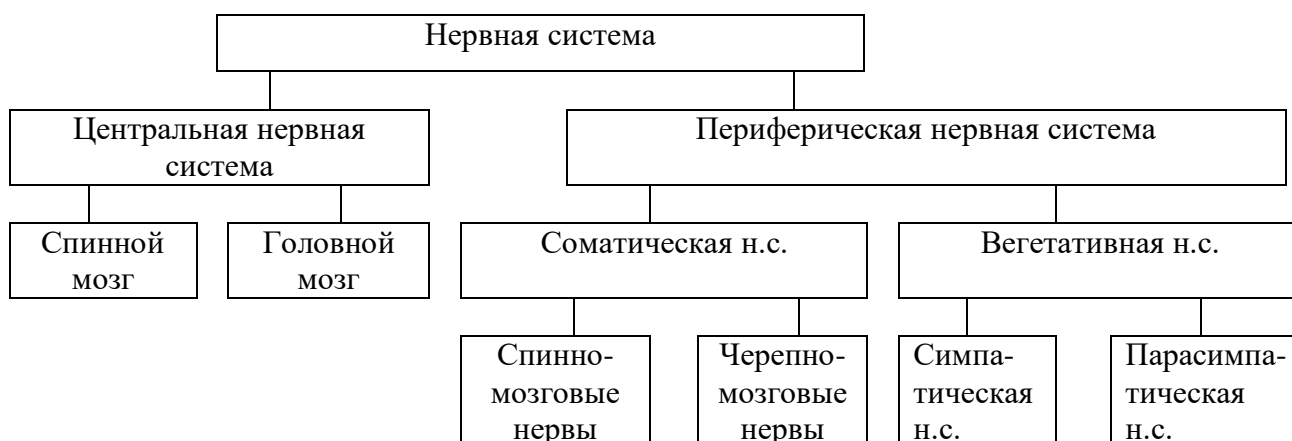 Нервная система
Центральная нервная
система
Периферическая нервная система
Спинной
мозг
Головной
мозг
Соматическая н.с.
Вегетативная н.с.
Спинно-
мозговые
нервы
Черепно-
мозговые
нервы
Симпа-
тическая
н.с.
Парасимпа-
тическая
н.с.